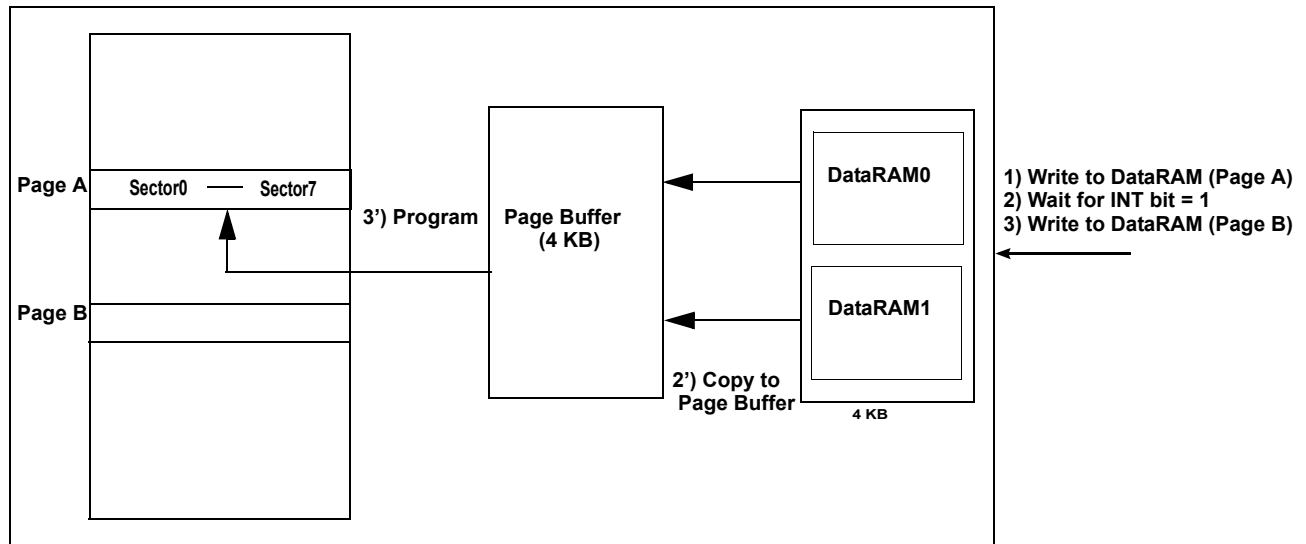 Page A
Sector0
Sector7
3’) Program
Page Buffer
(4 KB)
DataRAM0
1) Write to DataRAM (Page A)
2) Wait for INT bit = 1
3) Write to DataRAM (Page B)
Page B
DataRAM1
2’) Copy to
Page Buffer
4 KB